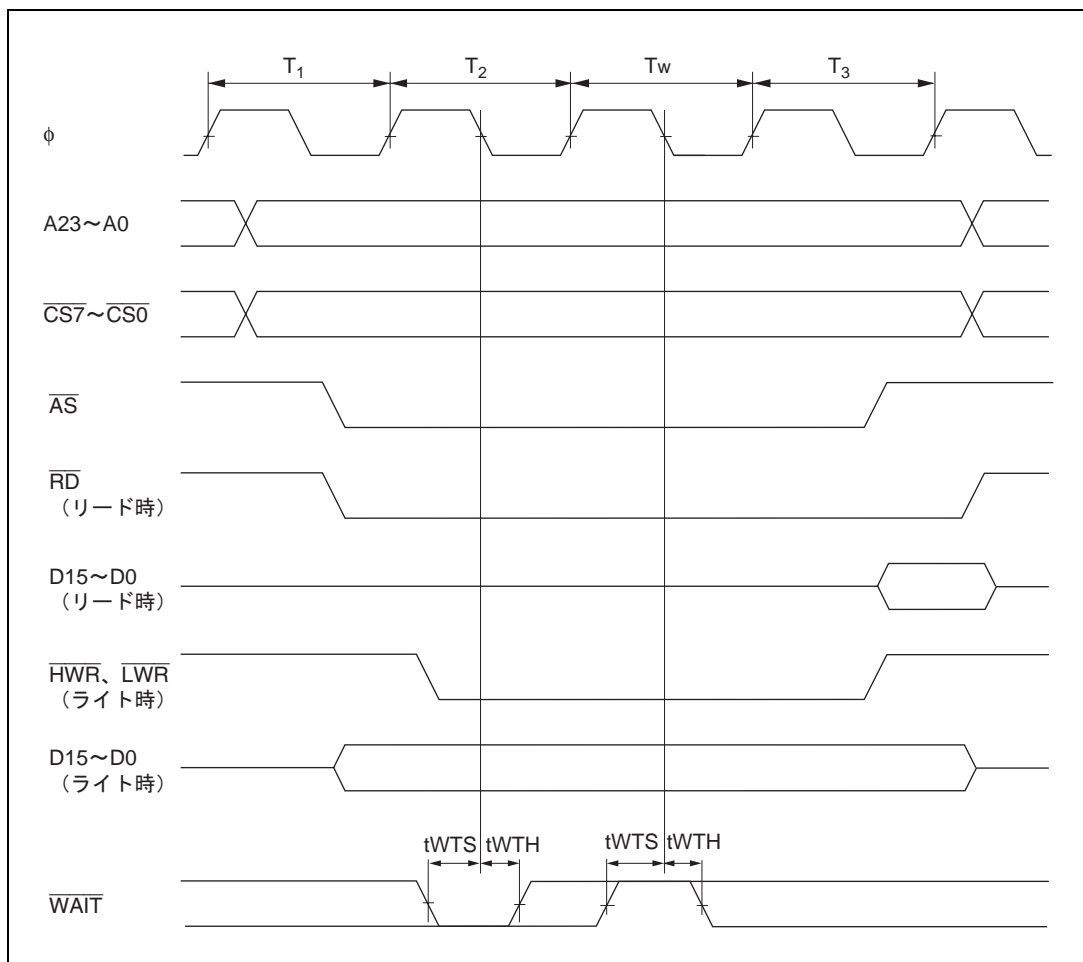 T1 T2 Tw T3
φ
A23～A0
CS7～CS0
AS
RD
（リード時）
D15～D0
（リード時）
HWR、LWR
（ライト時）
D15～D0
（ライト時）
tWTS tWTH tWTS tWTH
WAIT